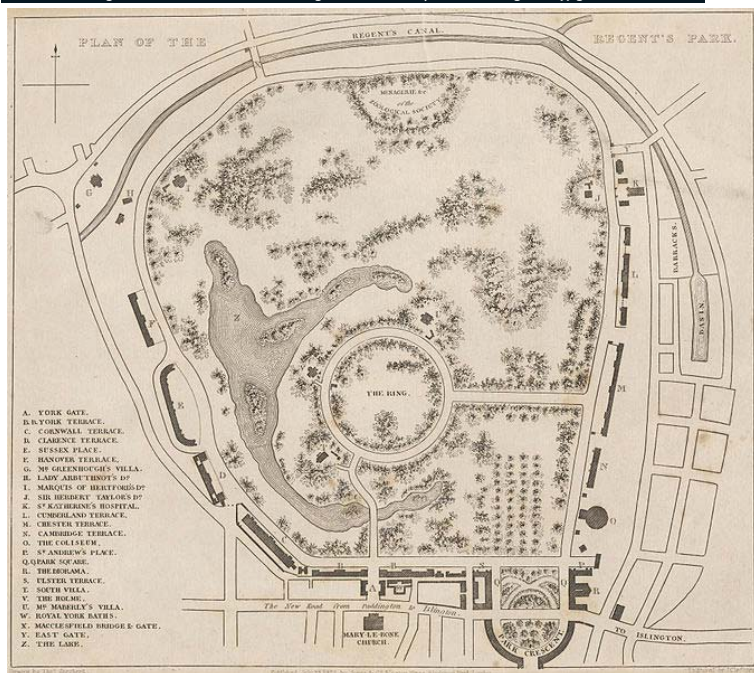 PLAN OF THE
REGENT'S PARK.
REGENT'S CANAL.
MENAGERIE &c
of the
ZOOLOGICAL SOCIETY
G
H
I
Y
K
J
BARRACKS.
L
BASIN.
Z
F
THE RING.
M
E
N
D
O
C
B
B
S
P
A
Q
Q
R
The New Road from Paddington to Islington.
TO ISLINGTON.
MARY-LE-BONE
CHURCH.
PARK CRESCENT
A. YORK GATE.
B.B. YORK TERRACE.
C. CORNWALL TERRACE.
D. CLARENCE TERRACE.
E. SUSSEX PLACE.
F. HANOVER TERRACE.
G. Mr. GREENHOUGH'S VILLA.
H. LADY ARBUTHNOT'S Do.
I. MARQUIS OF HERTFORD'S Do.
J. SIR HERBERT TAYLOR'S Do.
K. St. KATHERINE'S HOSPITAL.
L. CUMBERLAND TERRACE.
M. CHESTER TERRACE.
N. CAMBRIDGE TERRACE.
O. THE COLISEUM.
P. St. ANDREW'S PLACE.
Q.Q. PARK SQUARE.
R. THE DIORAMA.
S. ULSTER TERRACE.
T. SOUTH VILLA.
V. THE HOLME.
U. Mr. MABERLY'S VILLA.
W. ROYAL YORK BATHS.
X. MACCLESFIELD BRIDGE & GATE.
Y. EAST GATE.
Z. THE LAKE.